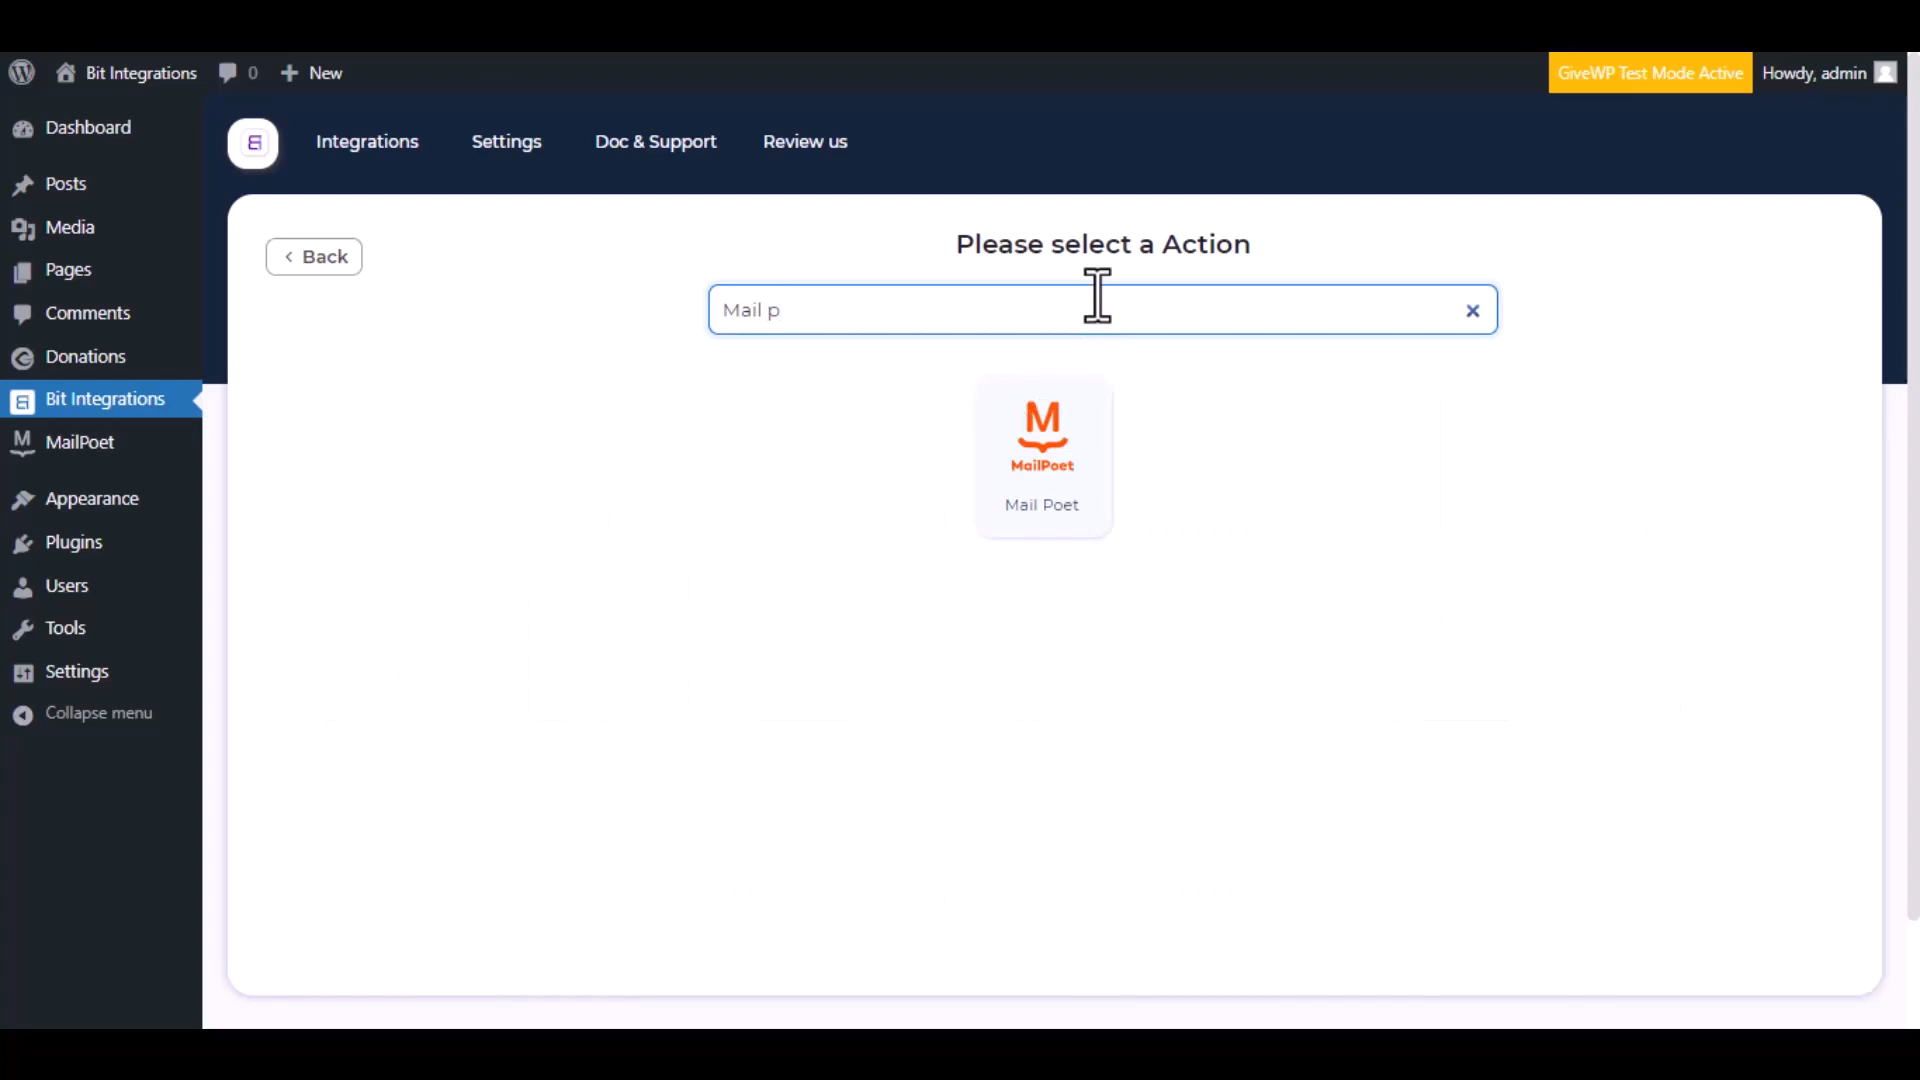 Bit Integrations 0 New GiveWP Test Mode Active Howdy, admin
Dashboard
Posts
Media
Pages
Comments
Donations
Bit Integrations
MailPoet
Appearance
Plugins
Users
Tools
Settings
Collapse menu
Integrations Settings Doc & Support Review us
Back
Please select a Action
Mail p
M
MailPoet
Mail Poet